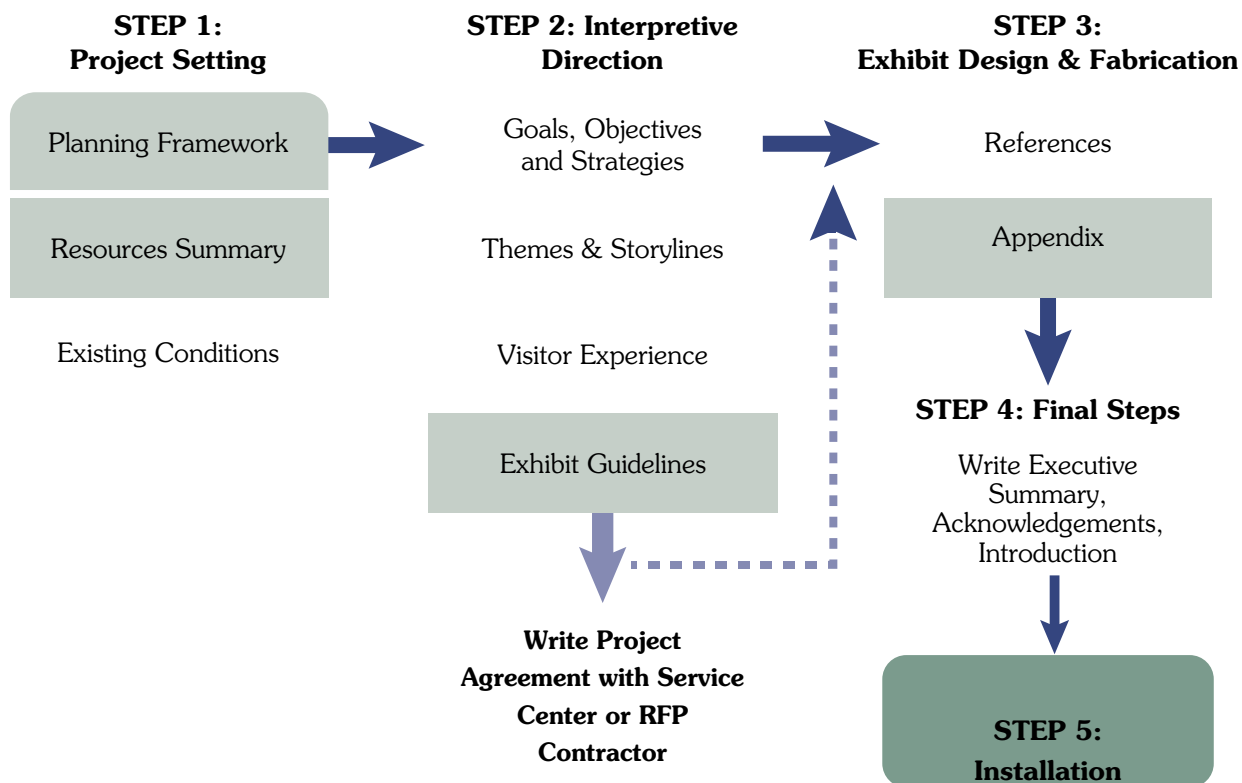 STEP 1:
Project Setting
Planning Framework
Resources Summary
Existing Conditions
STEP 2: Interpretive
Direction
Goals, Objectives
and Strategies
Themes & Storylines
Visitor Experience
Exhibit Guidelines
Write Project
Agreement with Service
Center or RFP
Contractor
STEP 3:
Exhibit Design & Fabrication
References
Appendix
STEP 4: Final Steps
Write Executive
Summary,
Acknowledgements,
Introduction
STEP 5:
Installation